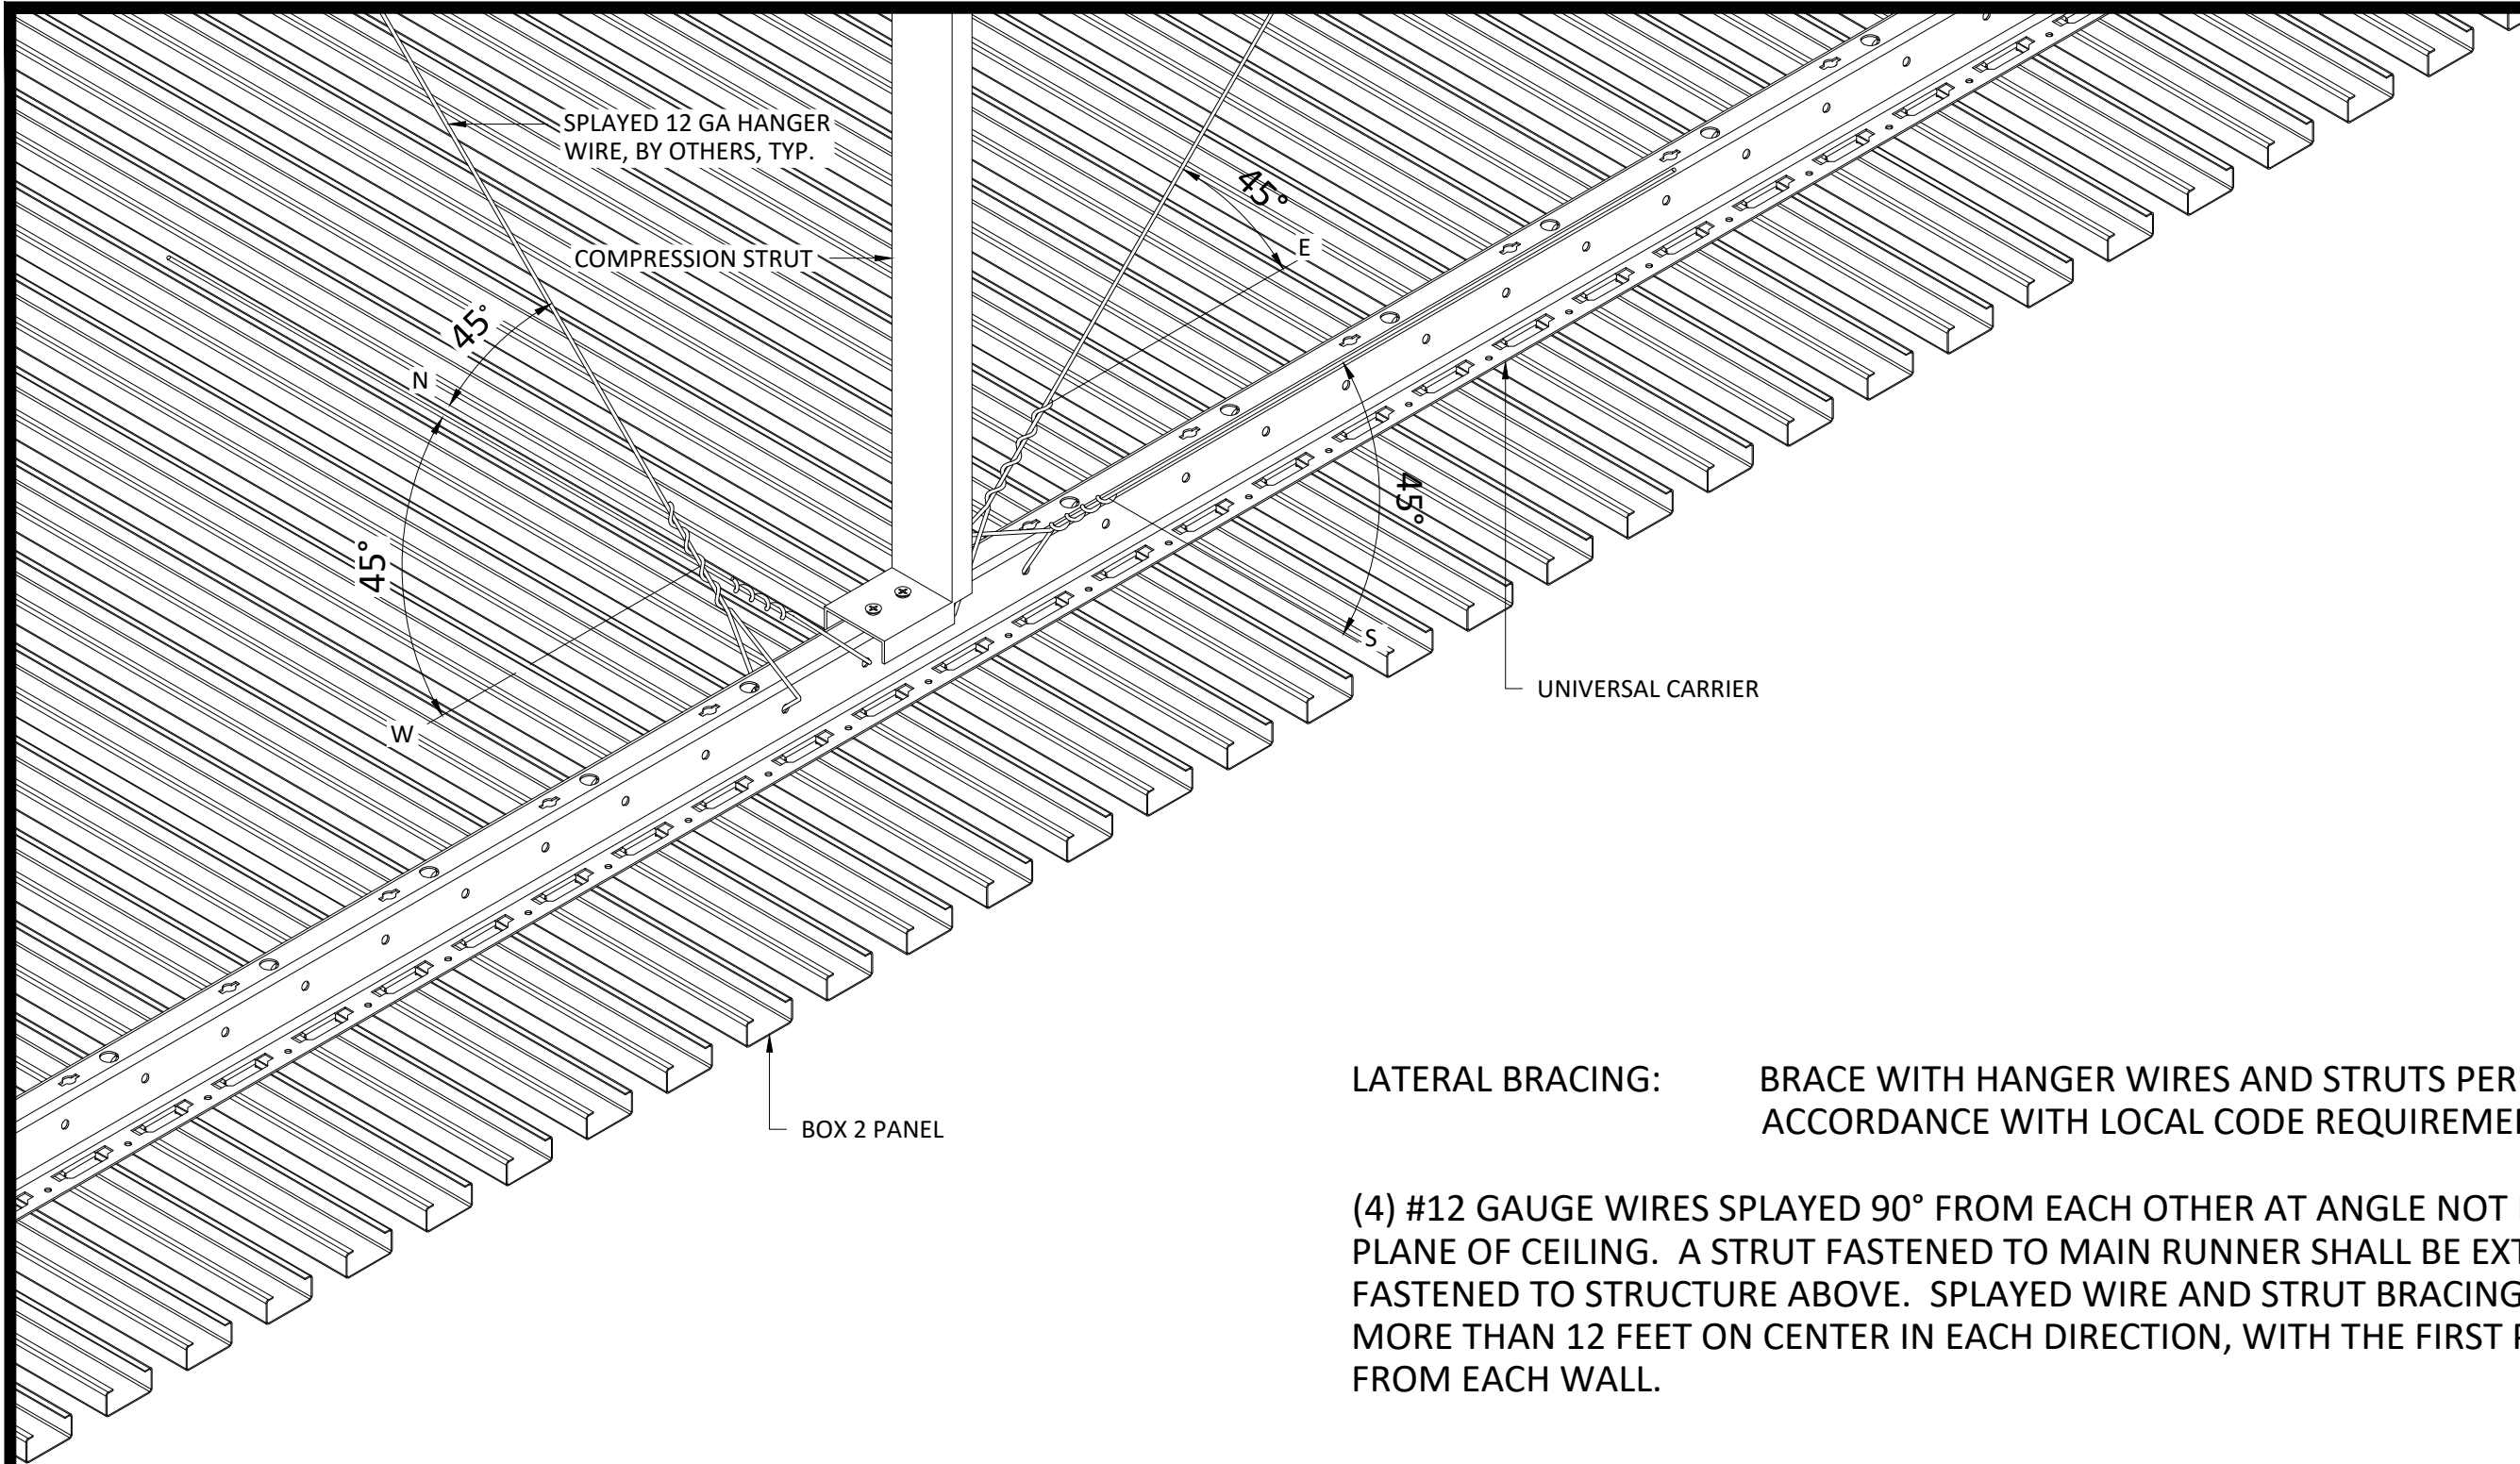 SPLAYED 12 GA HANGER
WIRE, BY OTHERS, TYP.
45°
COMPRESSION STRUT
E
45°
N
45°
45°
S
W
UNIVERSAL CARRIER
BOX 2 PANEL
LATERAL BRACING: BRACE WITH HANGER WIRES AND STRUTS PER
ACCORDANCE WITH LOCAL CODE
(4) #12 GAUGE WIRES SPLAYED 90° FROM EACH OTHER AT ANGLE NOT
PLANE OF CEILING. A STRUT FASTENED TO MAIN RUNNER SHALL BE
FASTENED TO STRUCTURE ABOVE. SPLAYED WIRE AND STRUT BRACING
MORE THAN 12 FEET ON CENTER IN EACH DIRECTION, WITH THE FIRST
FROM EACH WALL.